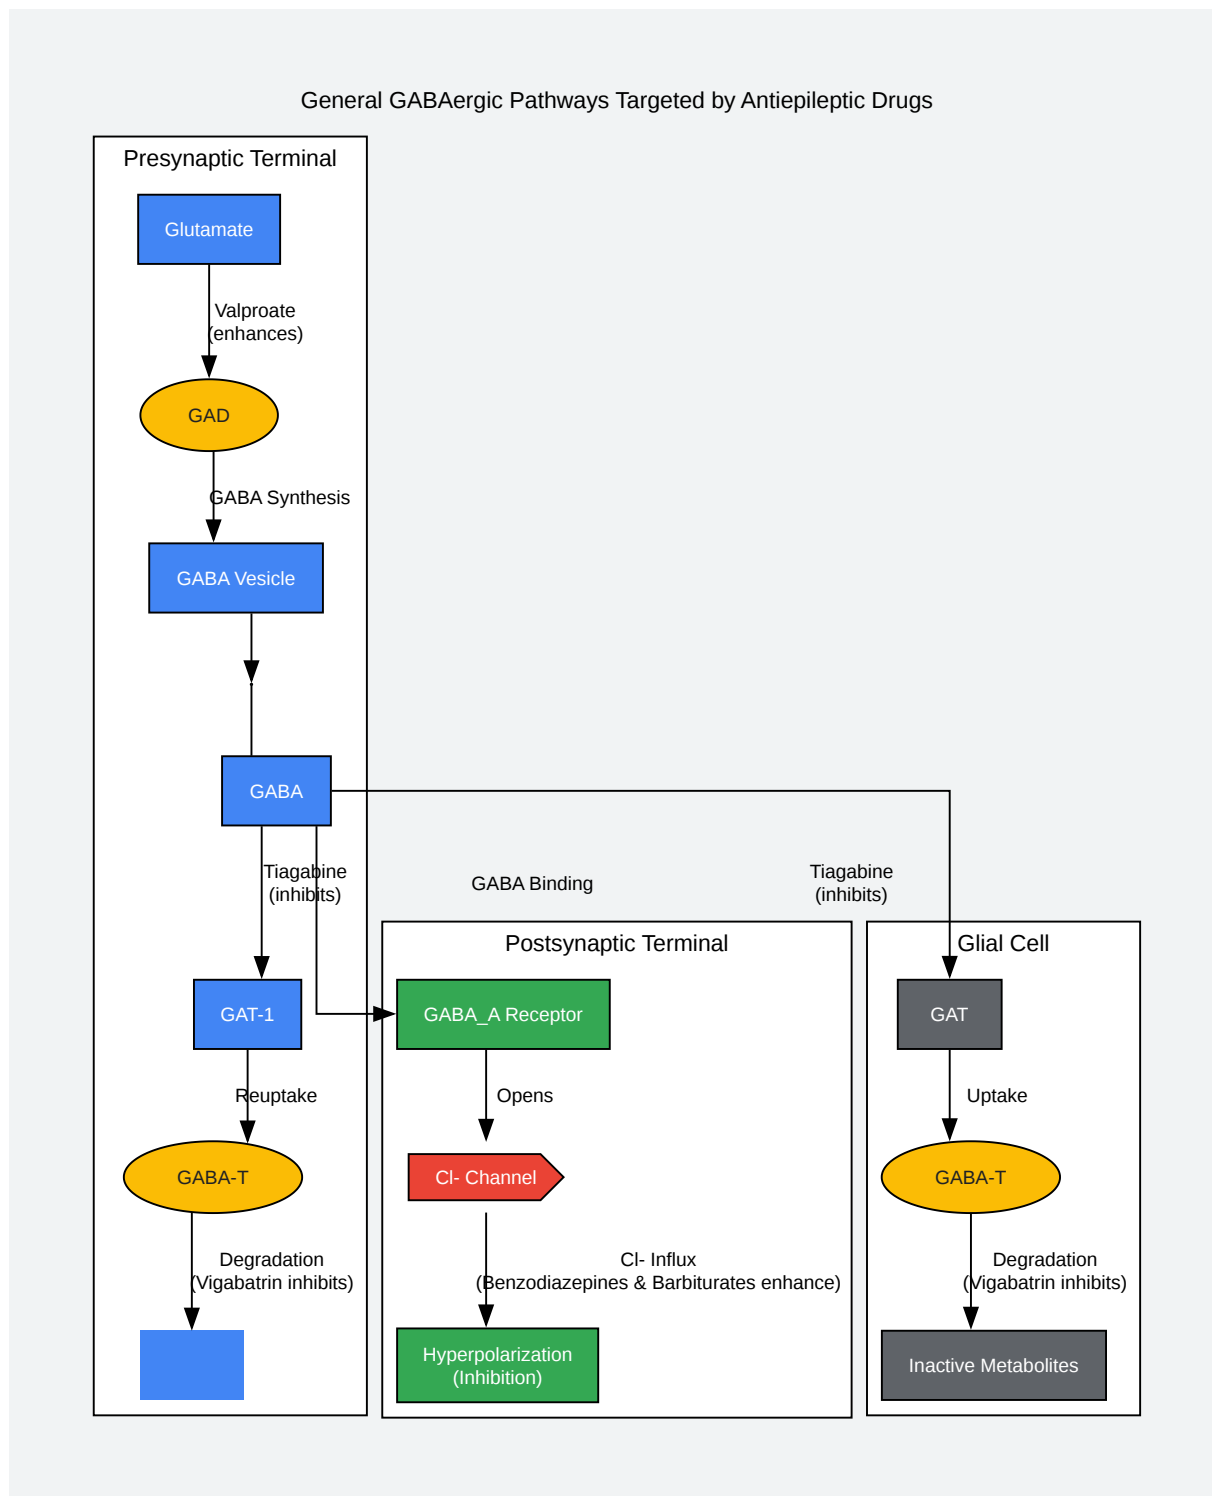 General GABAergic Pathways Targeted by Antiepileptic Drugs
Presynaptic Terminal
Glutamate
Valproate
(enhances)
GAD
GABA Synthesis
GABA Vesicle
GABA
Tiagabine
(inhibits)
GABA Binding
Tiagabine
(inhibits)
GAT-1
Reuptake
GABA-T
Degradation
(Vigabatrin inhibits)
Postsynaptic Terminal
GABA_A Receptor
Opens
Cl- Channel
Cl- Influx
(Benzodiazepines & Barbiturates enhance)
Hyperpolarization
(Inhibition)
Glial Cell
GAT
Uptake
GABA-T
Degradation
(Vigabatrin inhibits)
Inactive Metabolites